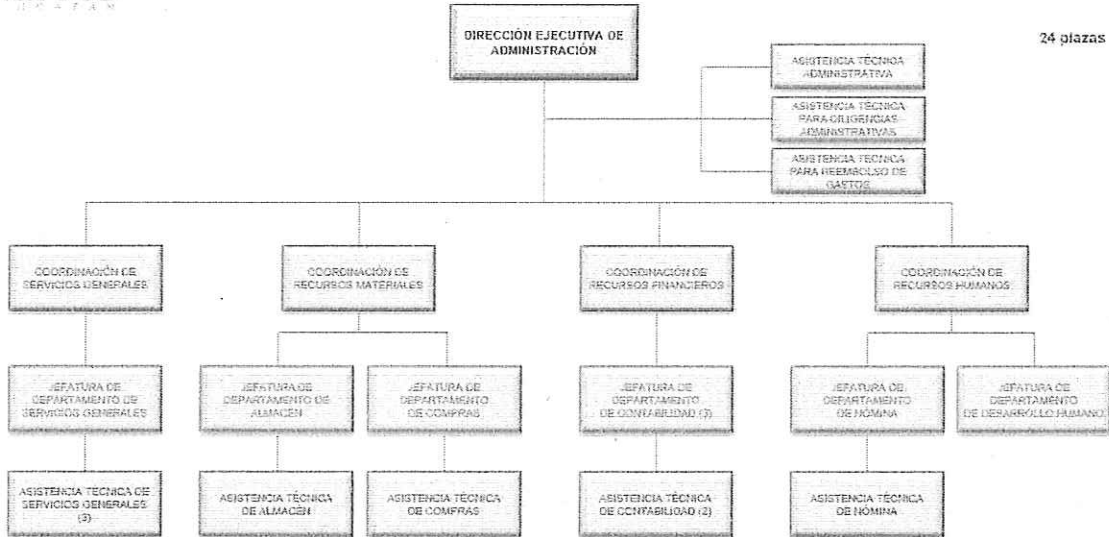 DIRECCIÓN EJECUTIVA DE
ADMINISTRACIÓN
24 plazas
ASISTENCIA TÉCNICA
ADMINISTRATIVA
ASISTENCIA TÉCNICA
PARA DILIGENCIAS
ADMINISTRATIVAS
ASISTENCIA TÉCNICA
PARA REEMBOLSO DE
GASTOS
COORDINACIÓN DE
SERVICIOS GENERALES
COORDINACIÓN DE
RECURSOS MATERIALES
COORDINACIÓN DE
RECURSOS FINANCIEROS
COORDINACIÓN DE
RECURSOS HUMANOS
JEFATURA DE
DEPARTAMENTO DE
SERVICIOS GENERALES
JEFATURA DE
DEPARTAMENTO DE
ALMACÉN
JEFATURA DE
DEPARTAMENTO
DE COMPRAS
JEFATURA DE
DEPARTAMENTO
DE CONTABILIDAD (3)
JEFATURA DE
DEPARTAMENTO
DE NÓMINA
JEFATURA DE
DEPARTAMENTO
DE DESARROLLO HUMANO
ASISTENCIA TÉCNICA DE
SERVICIOS GENERALES
(3)
ASISTENCIA TÉCNICA
DE ALMACÉN
ASISTENCIA TÉCNICA
DE COMPRAS
ASISTENCIA TÉCNICA
DE CONTABILIDAD (2)
ASISTENCIA TÉCNICA
DE NÓMINA